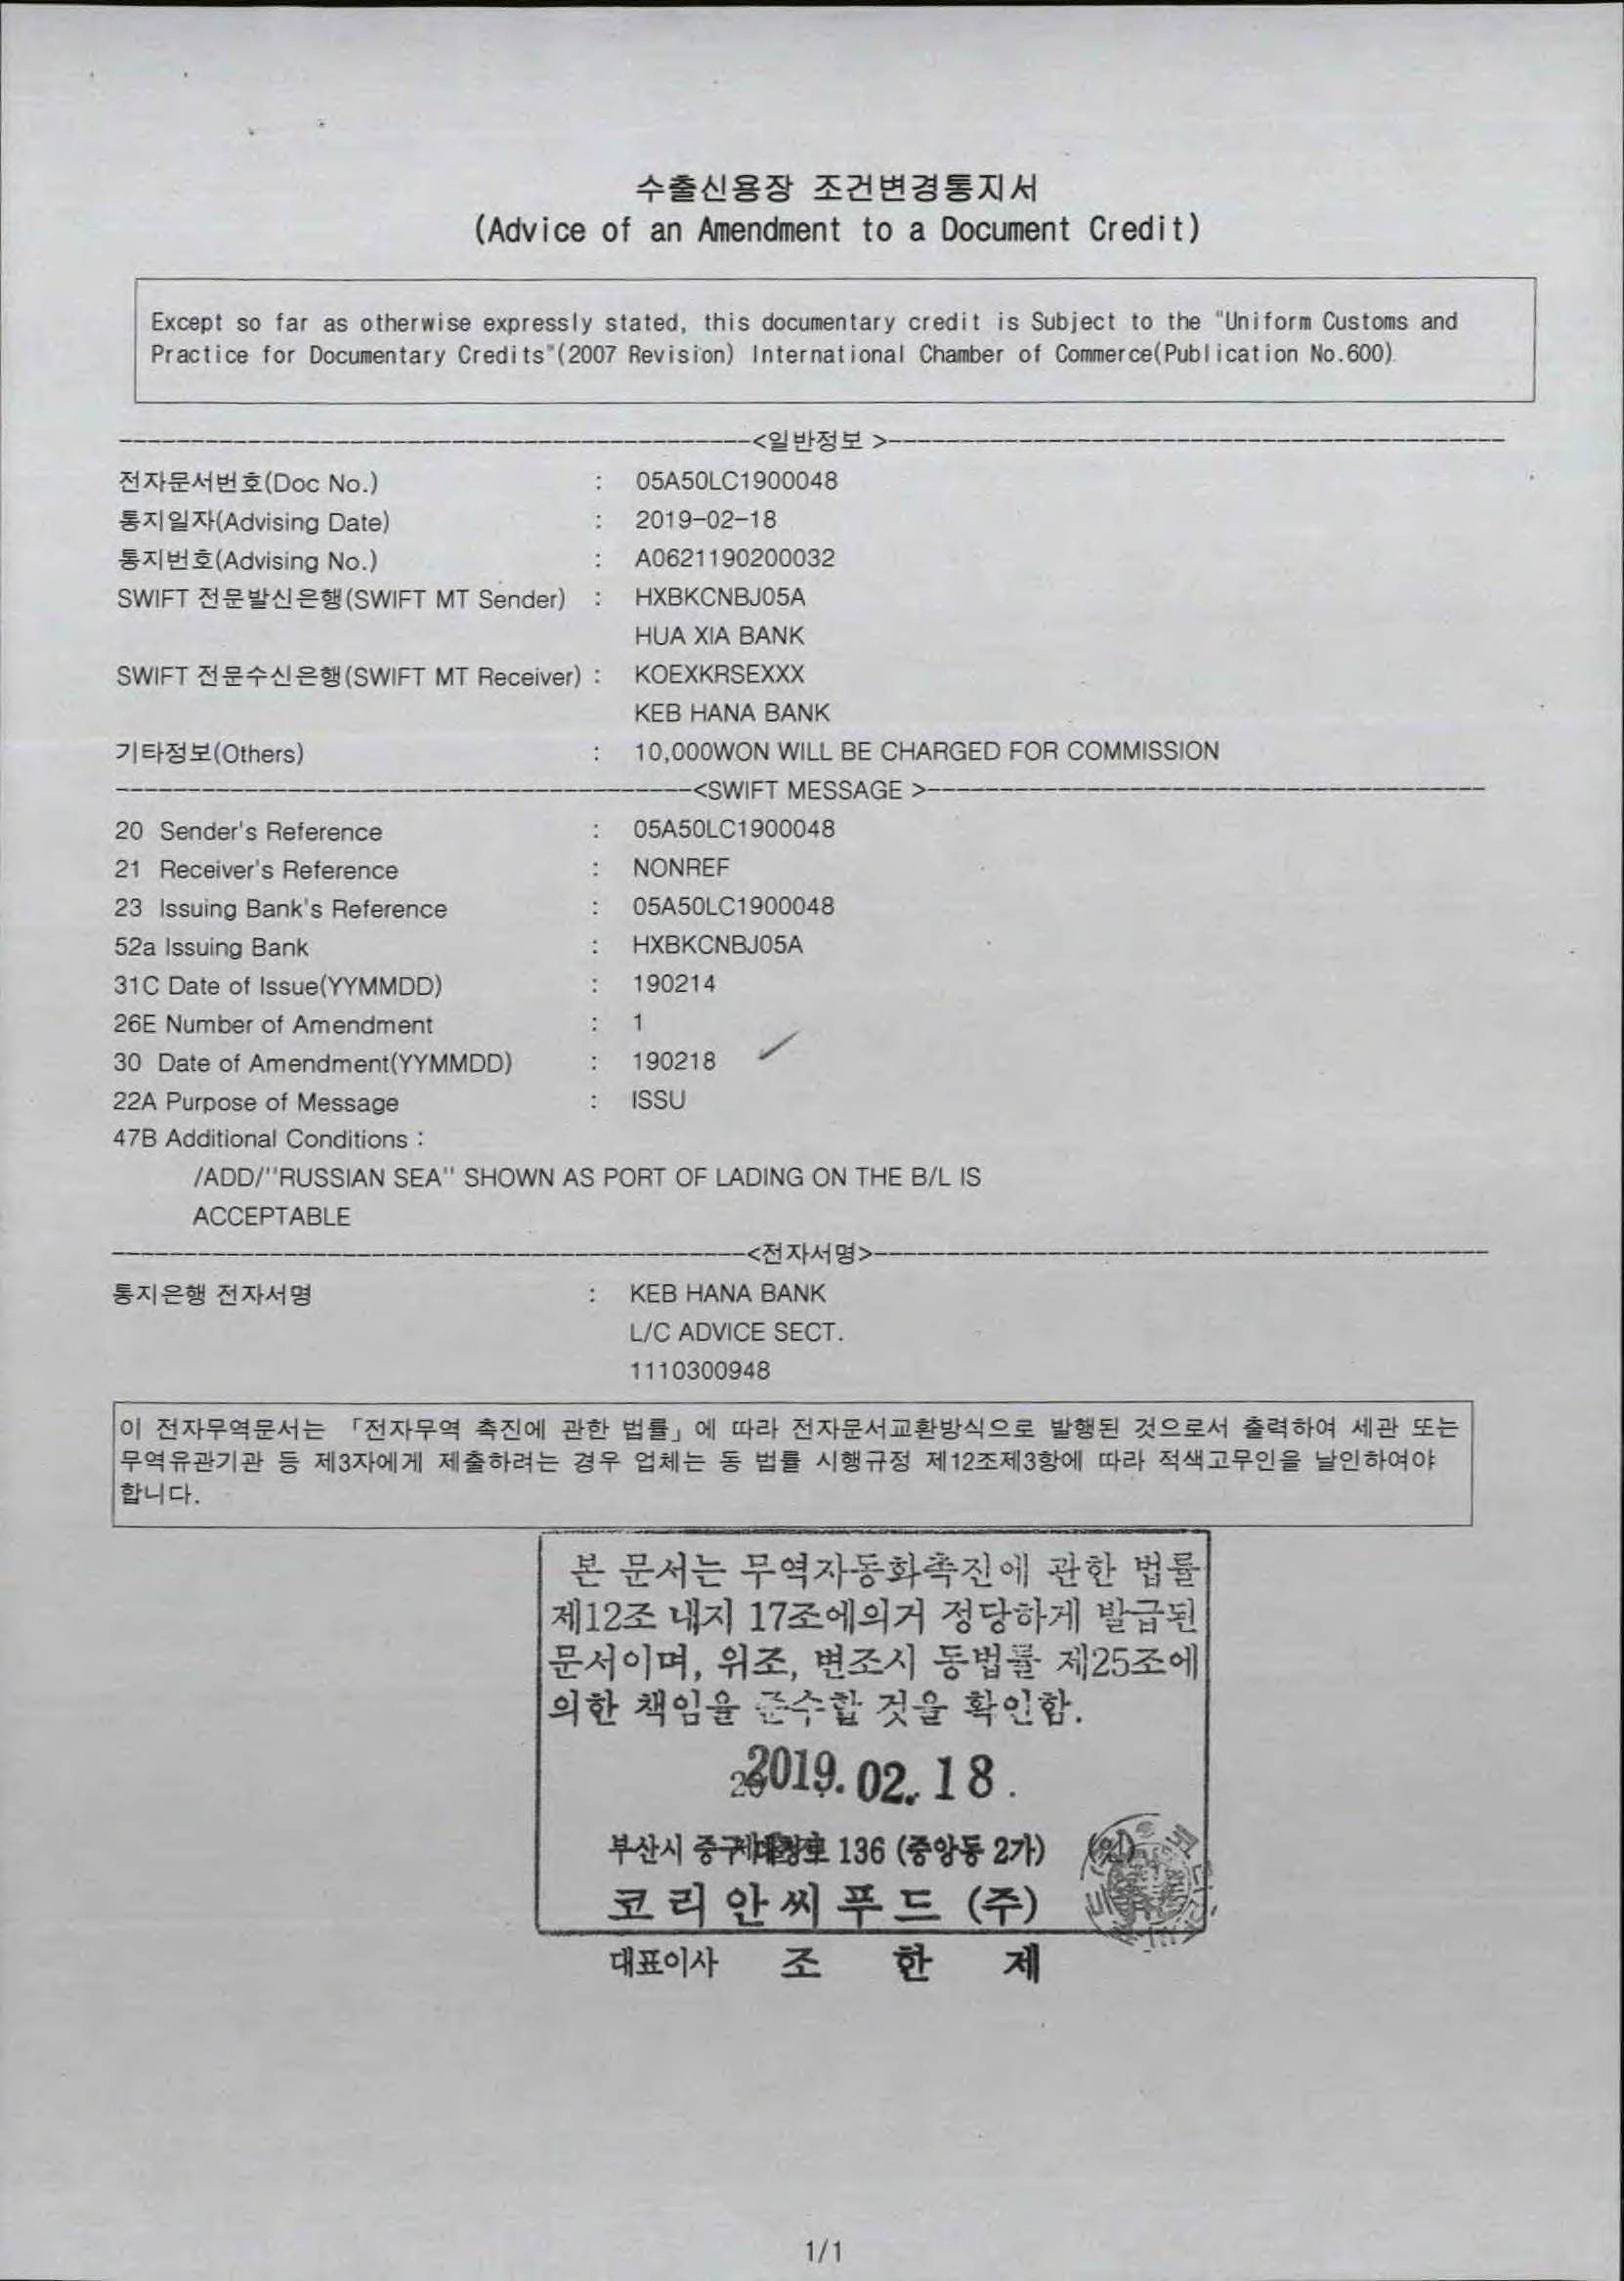 수출신용장 조건변경통지서
(Advice of an Amendment to a Document Credit)
Except so far as otherwise expressly stated, this documentary credit is Subject to the "Uniform Customs and
Practice for Documentary Credits"(2007 Revision) International Chamber of Commerce(Publication No.600).
<일반정보 >
전자문서번호(Doc No.) : 05A50LC1900048
통지일자(Advising Date) : 2019-02-18
통지번호(Advising No.) : A0621190200032
SWIFT 전문발신은행(SWIFT MT Sender) : HXBKCNBJ05A
HUA XIA BANK
SWIFT 전문수신은행(SWIFT MT Receiver) : KOEXKRSEXXX
KEB HANA BANK
기타정보(Others) : 10,000WON WILL BE CHARGED FOR COMMISSION
<SWIFT MESSAGE >
20 Sender's Reference : 05A50LC1900048
21 Receiver's Reference : NONREF
23 Issuing Bank's Reference : 05A50LC1900048
52a Issuing Bank : HXBKCNBJ05A
31C Date of Issue(YYMMDD) : 190214
26E Number of Amendment : 1
30 Date of Amendment(YYMMDD) : 190218
22A Purpose of Message : ISSU
47B Additional Conditions :
/ADD/"RUSSIAN SEA" SHOWN AS PORT OF LADING ON THE B/L IS
ACCEPTABLE
<전자서명>
통지은행 전자서명 : KEB HANA BANK
L/C ADVICE SECT.
1110300948
이 전자무역문서는 「전자무역 촉진에 관한 법률」에 따라 전자문서교환방식으로 발행된 것으로서 출력하여 세관 또는
무역유관기관 등 제3자에게 제출하려는 경우 업체는 동 법률 시행규정 제12조제3항에 따라 적색고무인을 날인하여야
합니다.
본 문서는 무역자동화촉진에 관한 법률
제12조 내지 17조에의거 정당하게 발급된
문서이며, 위조, 변조시 동법률 제25조에
의한 책임을 준수할 것을 확인함.
2019. 02. 18.
부산시 중구 136 (중앙동 2가) (인)
코리안씨푸드 (주)
대표이사 조 한 제
1/1